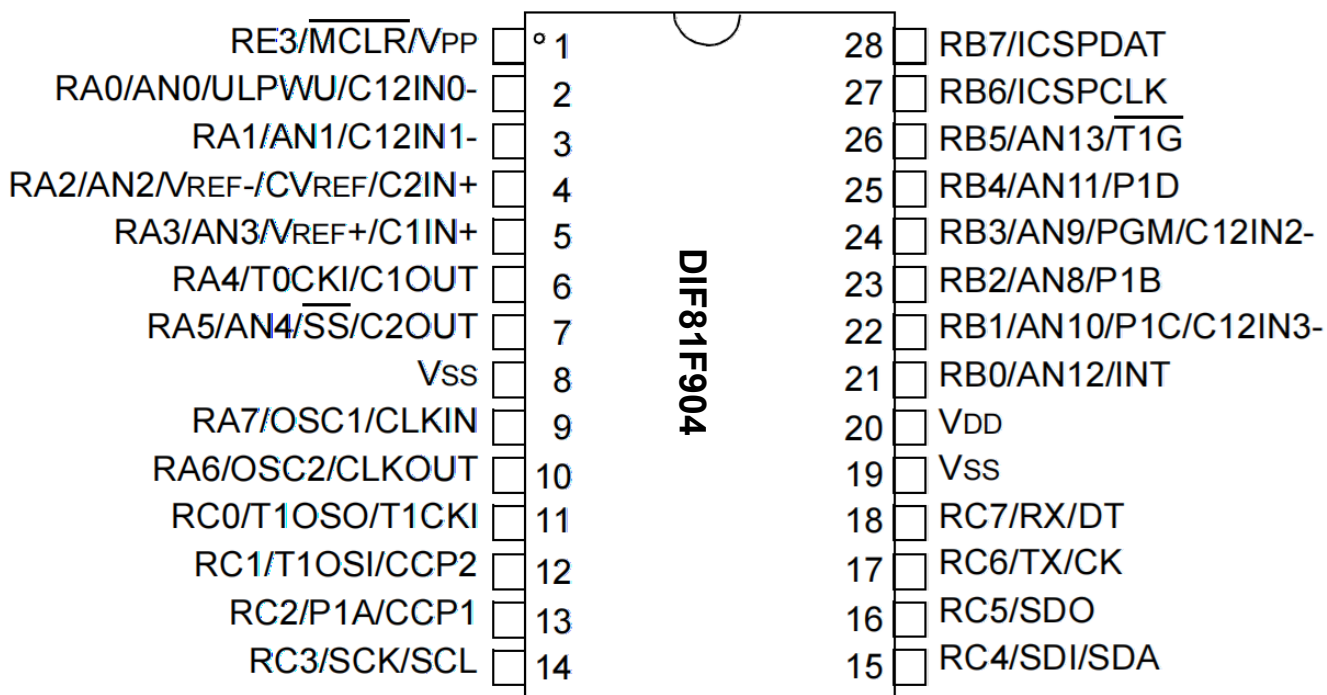 RE3/MCLR/VPP 1
RA0/AN0/ULPWU/C12IN0- 2
RA1/AN1/C12IN1- 3
RA2/AN2/VREF-/CVREF/C2IN+ 4
RA3/AN3/VREF+/C1IN+ 5
RA4/T0CKI/C1OUT 6
RA5/AN4/SS/C2OUT 7
VSS 8
RA7/OSC1/CLKIN 9
RA6/OSC2/CLKOUT 10
RC0/T1OSO/T1CKI 11
RC1/T1OSI/CCP2 12
RC2/P1A/CCP1 13
RC3/SCK/SCL 14
DIF81F904
28 RB7/ICSPDAT
27 RB6/ICSPCLK
26 RB5/AN13/T1G
25 RB4/AN11/P1D
24 RB3/AN9/PGM/C12IN2-
23 RB2/AN8/P1B
22 RB1/AN10/P1C/C12IN3-
21 RB0/AN12/INT
20 VDD
19 VSS
18 RC7/RX/DT
17 RC6/TX/CK
16 RC5/SDO
15 RC4/SDI/SDA